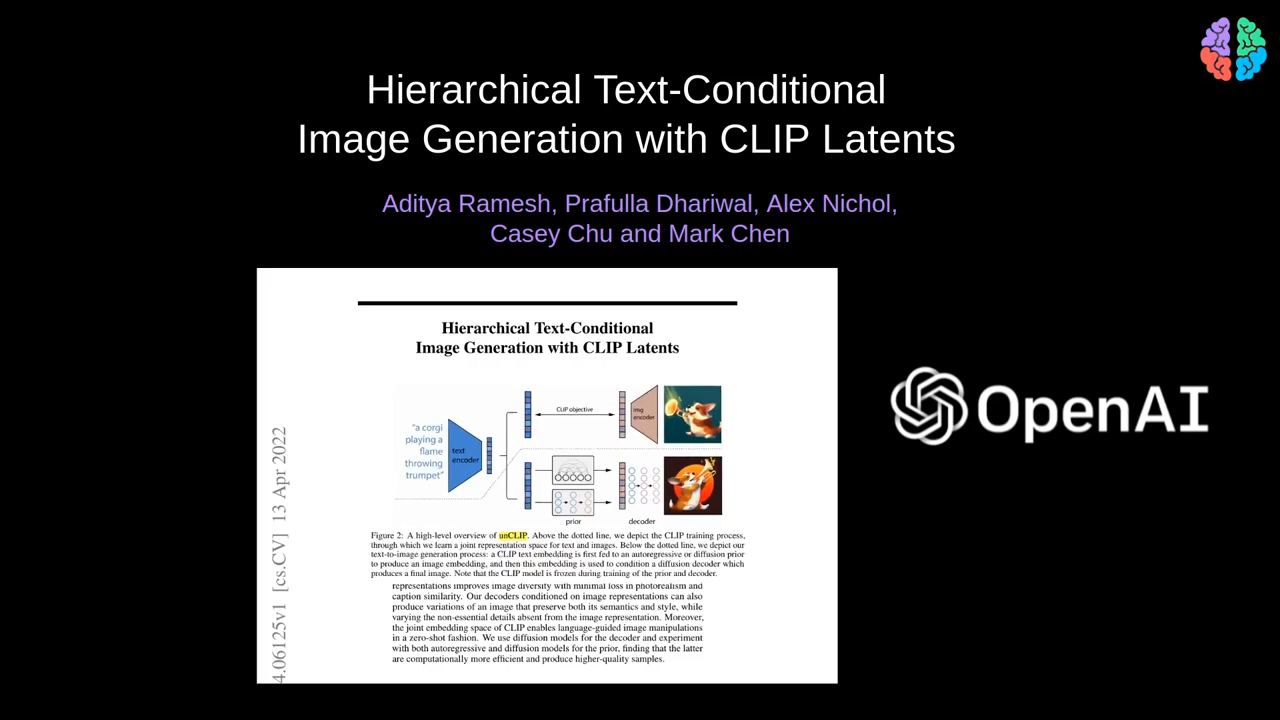 Hierarchical Text-Conditional
Image Generation with CLIP Latents
Aditya Ramesh, Prafulla Dhariwal, Alex Nichol,
Casey Chu and Mark Chen
4.06125v1 [cs.CV] 13 Apr 2022
Hierarchical Text-Conditional
Image Generation with CLIP Latents
"a corgi
playing a
flame
throwing
trumpet"
text
encoder
CLIP objective
img
encoder
prior
decoder
Figure 2: A high-level overview of unCLIP. Above the dotted line, we depict the CLIP training process,
through which we learn a joint representation space for text and images. Below the dotted line, we depict our
text-to-image generation process: a CLIP text embedding is first fed to an autoregressive or diffusion prior
to produce an image embedding, and then this embedding is used to condition a diffusion decoder which
produces a final image. Note that the CLIP model is frozen during training of the prior and decoder.
representations improves image diversity with minimal loss in photorealism and
caption similarity. Our decoders conditioned on image representations can also
produce variations of an image that preserve both its semantics and style, while
varying the non-essential details absent from the image representation. Moreover,
the joint embedding space of CLIP enables language-guided image manipulations
in a zero-shot fashion. We use diffusion models for the decoder and experiment
with both autoregressive and diffusion models for the prior, finding that the latter
are computationally more efficient and produce higher-quality samples.
OpenAI